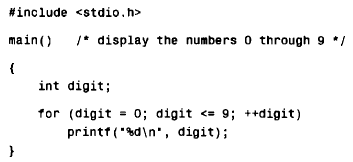 #include <stdio.h>
main()   /* display the numbers 0 through 9 */
{
    int digit;
    for (digit = 0; digit <= 9; ++digit)
        printf("%d\n", digit);
}